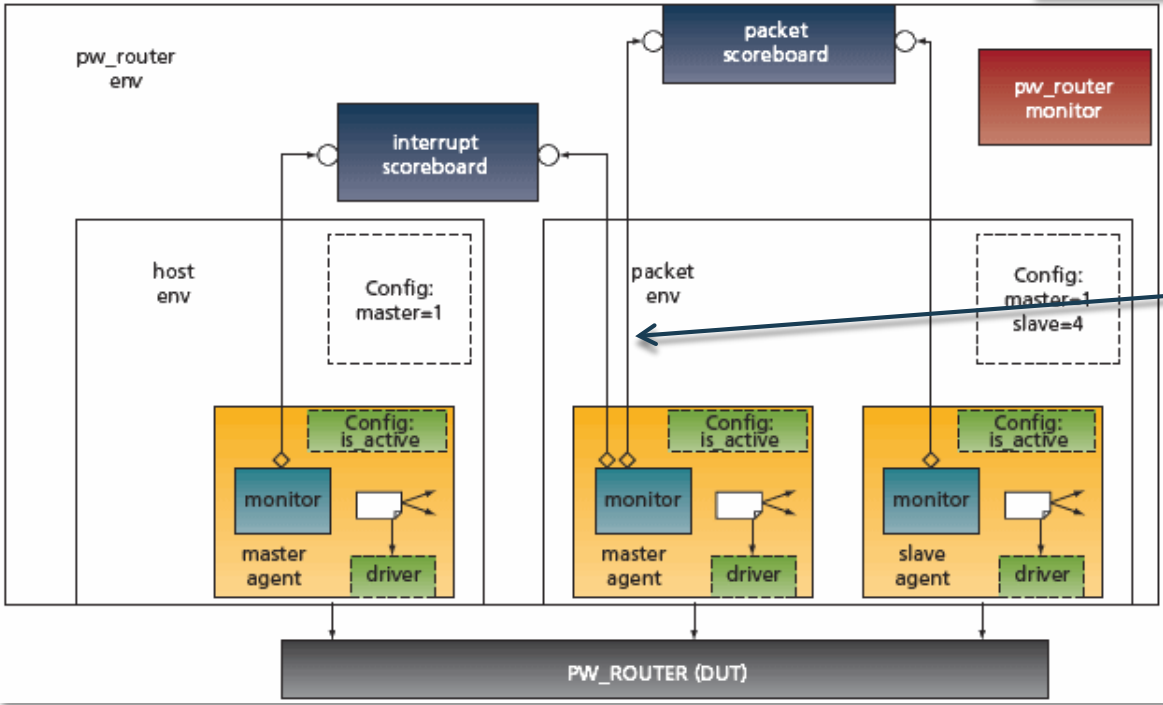 packet
scoreboard
pw_router
env
pw_router
monitor
interrupt
scoreboard
host
env
Config:
master=1
packet
env
Config:
master=1
slave=4
Config:
is_active
monitor
master
agent
driver
Config:
is_active
monitor
master
agent
driver
Config:
is_active
monitor
slave
agent
driver
PW_ROUTER (DUT)